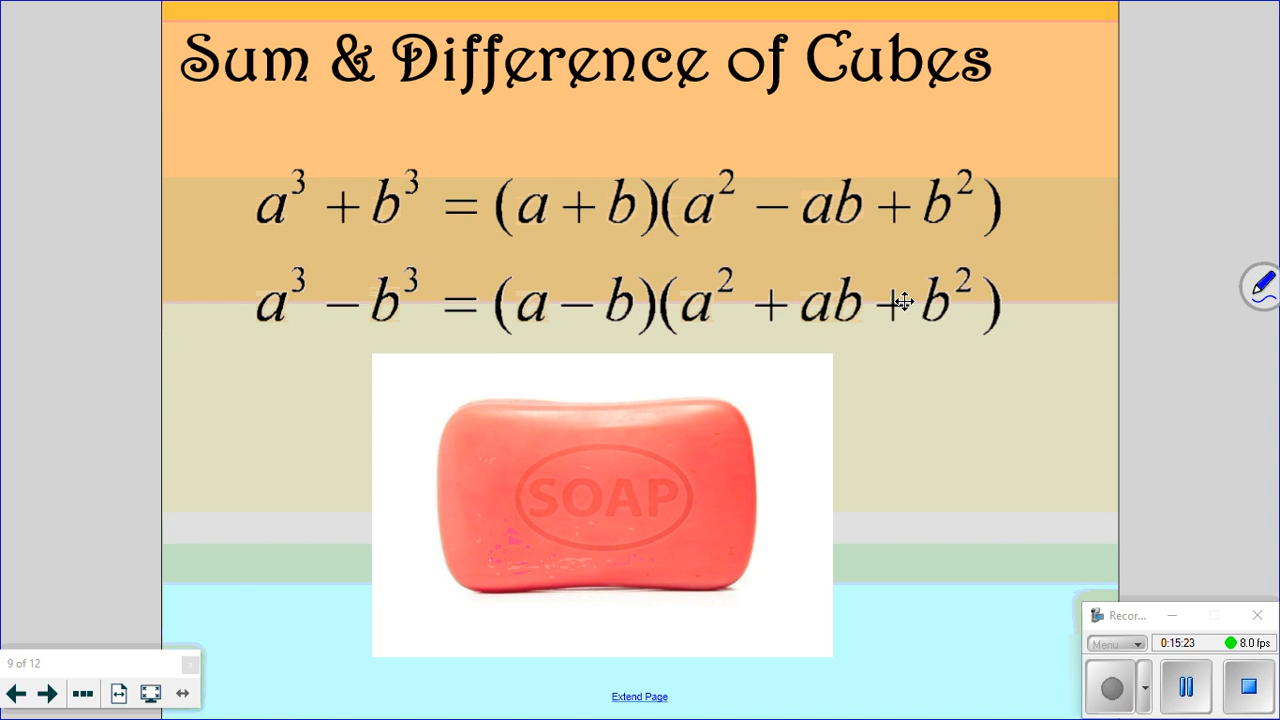 Sum & Difference of Cubes
a³ + b³ = (a + b)(a² − ab + b²)
a³ − b³ = (a − b)(a² + ab + b²)
SOAP
Recor...
Menu
0:15:23
8.0 fps
9 of 12
Extend Page